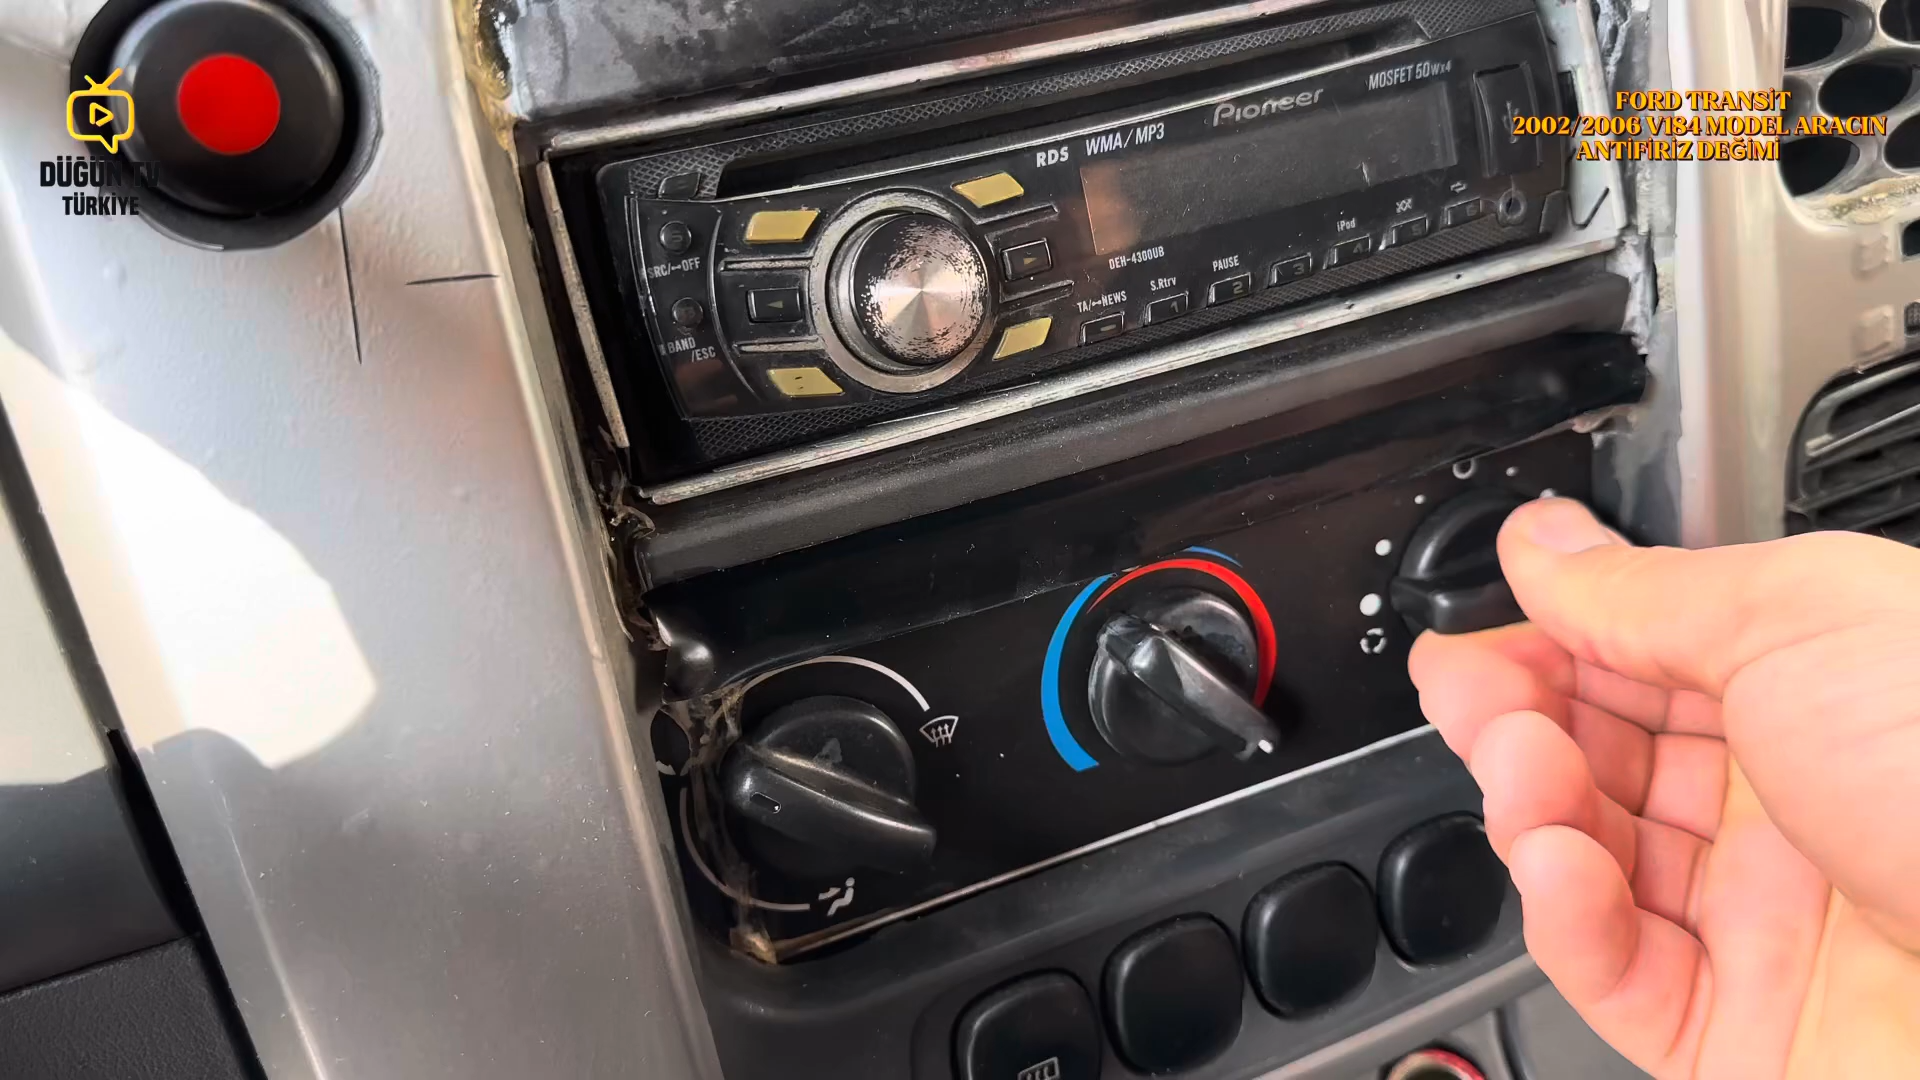 DÜĞÜN TV
TÜRKİYE
FORD TRANSİT
2002/2006 V184 MODEL ARACIN
ANTİFİRİZ DEĞİMİ
MOSFET 50Wx4
Pioneer
RDS WMA/MP3
SRC/OFF
BAND
/ESC
DEH-4300UB
TA/NEWS
S.Rtrv
PAUSE
iPod
1
2
3